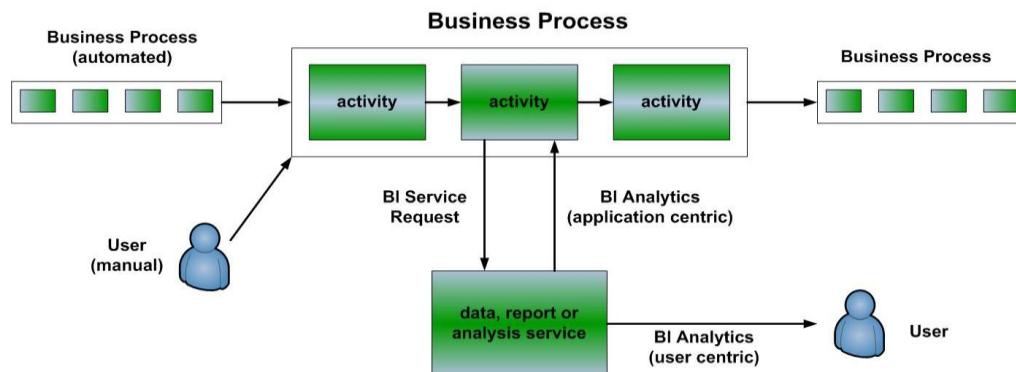 Business Process
Business Process
(automated)
Business Process
activity
activity
activity
BI Service
Request
BI Analytics
(application centric)
User
(manual)
data, report or
analysis service
BI Analytics
(user centric)
User